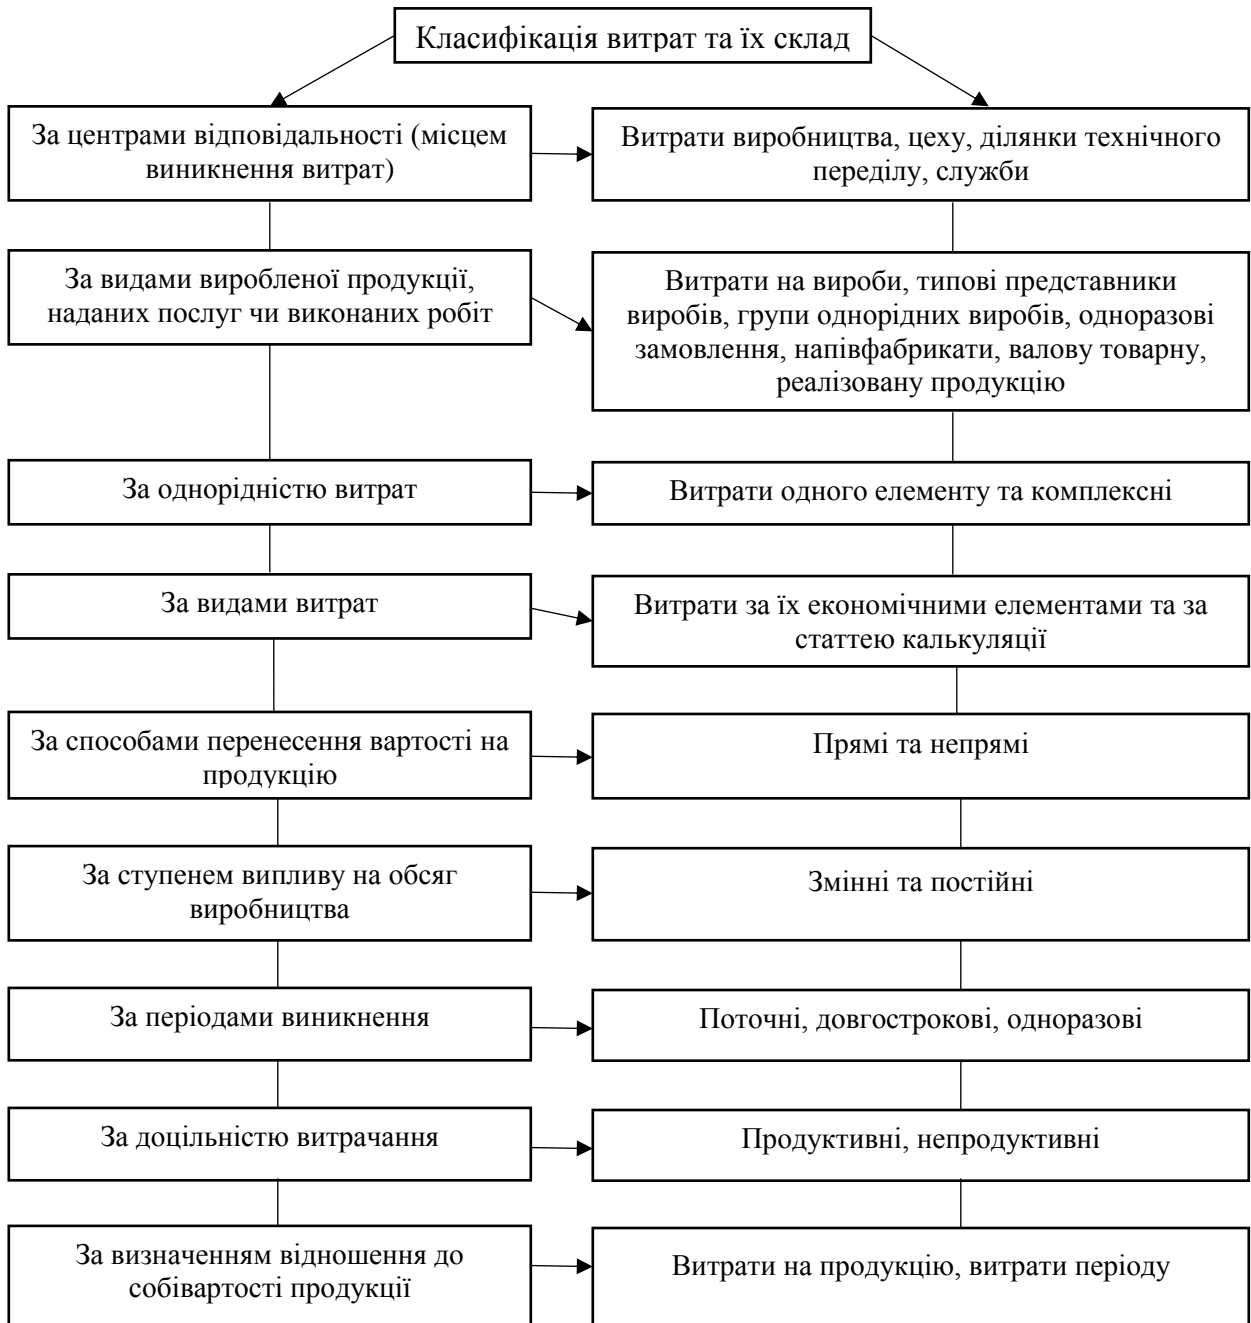 Класифікація витрат та їх склад
За центрами відповідальності (місцем
виникнення витрат)
Витрати виробництва, цеху, ділянки технічного
переділу, служби
За видами виробленої продукції,
наданих послуг чи виконаних робіт
Витрати на вироби, типові представники
виробів, групи однорідних виробів, одноразові
замовлення, напівфабрикати, валову товарну,
реалізовану продукцію
За однорідністю витрат
Витрати одного елементу та комплексні
За видами витрат
Витрати за їх економічними елементами та за
статтею калькуляції
За способами перенесення вартості на
продукцію
Прямі та непрямі
За ступенем випливу на обсяг
виробництва
Змінні та постійні
За періодами виникнення
Поточні, довгострокові, одноразові
За доцільністю витрачання
Продуктивні, непродуктивні
За визначенням відношення до
собівартості продукції
Витрати на продукцію, витрати періоду